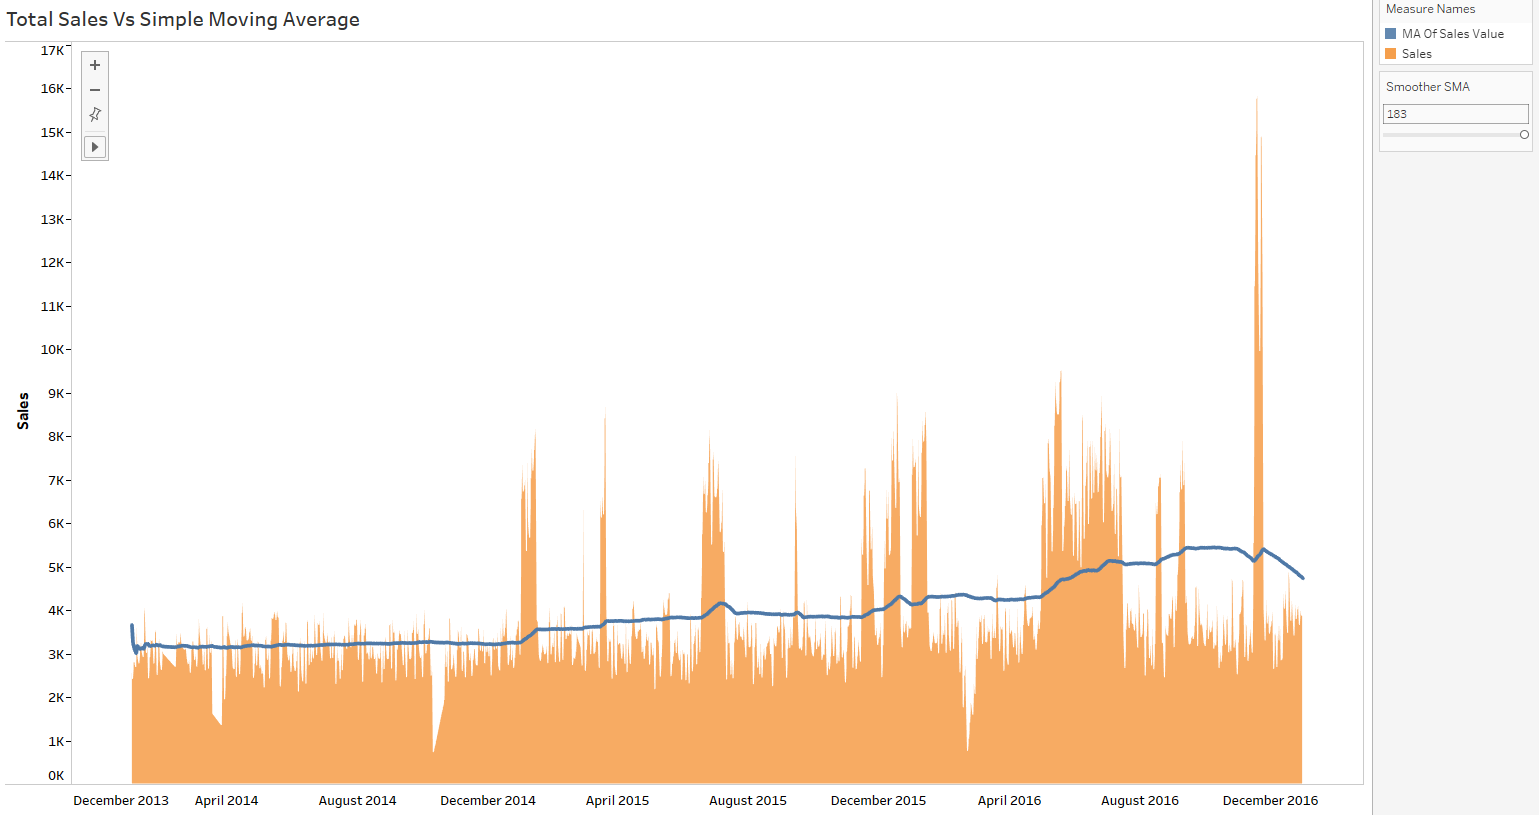 Total Sales Vs Simple Moving Average
17K
16K
15K
14K
13K
12K
11K
10K
9K
8K
7K
6K
5K
4K
3K
2K
1K
0K
Sales
December 2013
April 2014
August 2014
December 2014
April 2015
August 2015
December 2015
April 2016
August 2016
December 2016
Measure Names
MA Of Sales Value
Sales
Smoother SMA
183